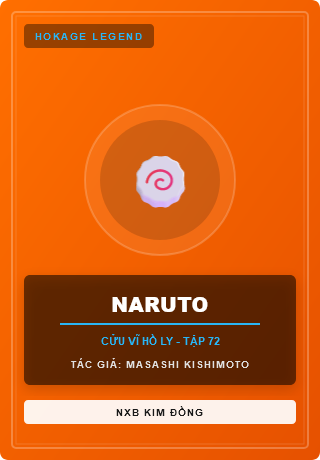 HOKAGE LEGEND
NARUTO
CỬU VĨ HỒ LY - TẬP 72
TÁC GIẢ: MASASHI KISHIMOTO
NXB KIM ĐỒNG